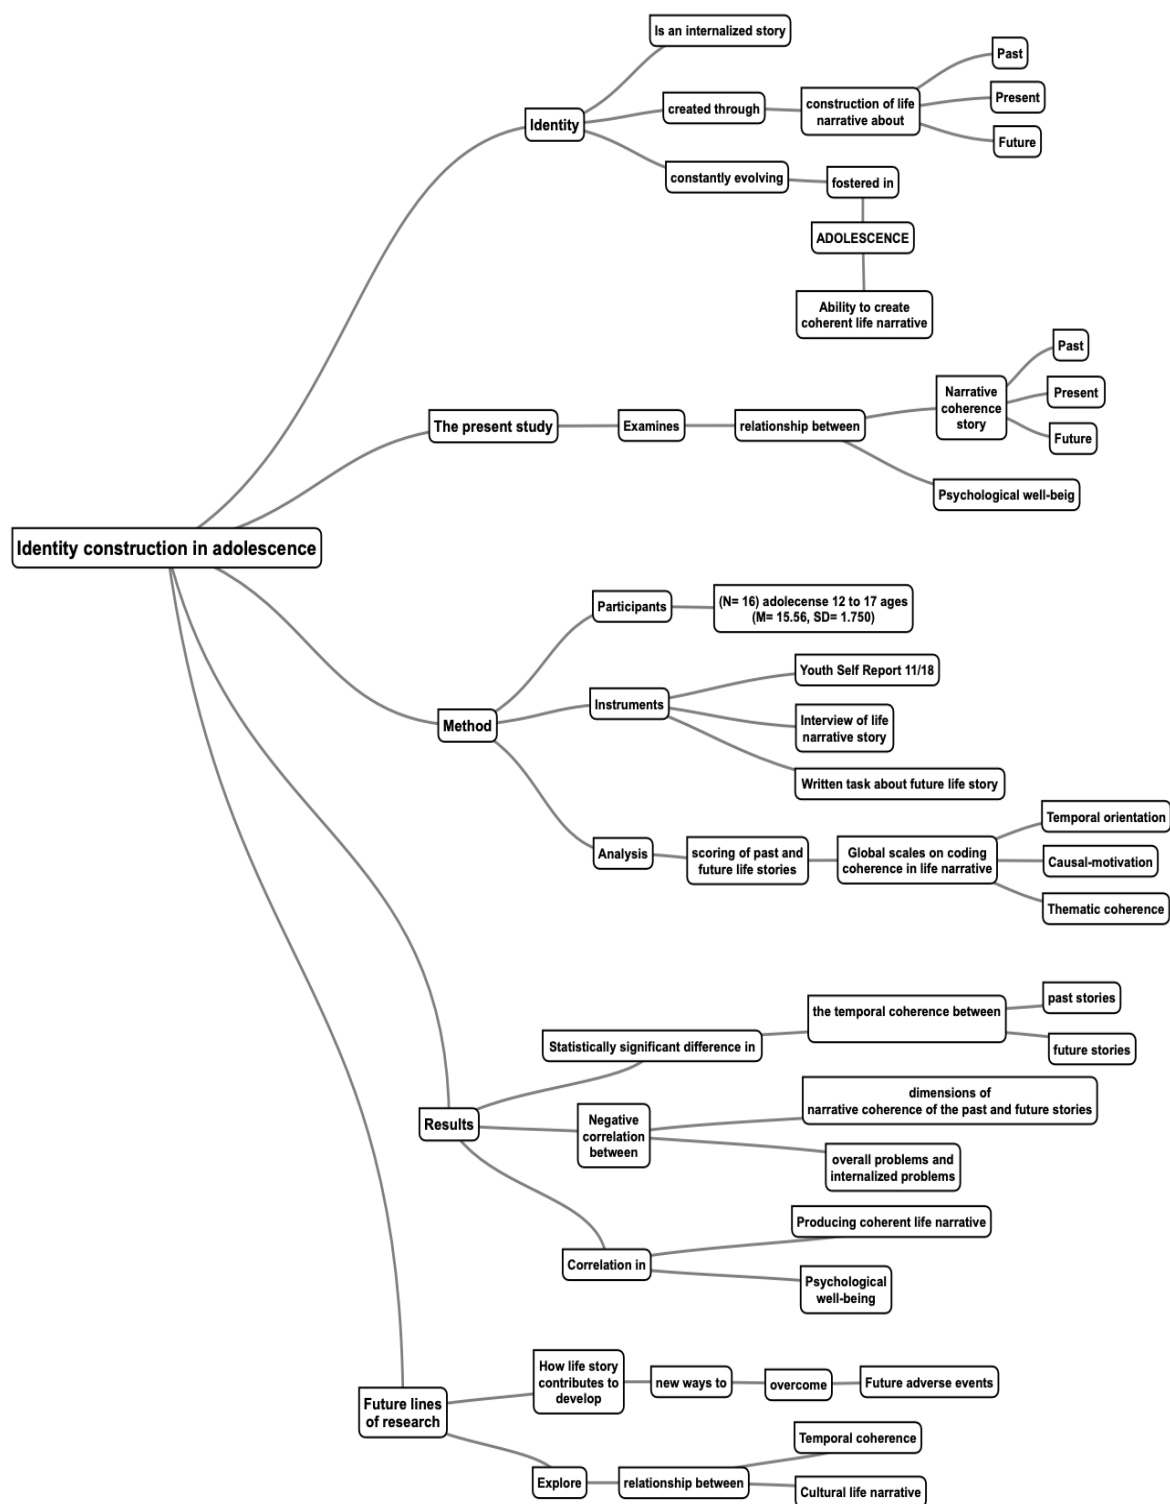 Is an internalized story
Past
Identity
created through
construction of life
narrative about
Present
Future
constantly evolving
fostered in
ADOLESCENCE
Ability to create
coherent life narrative
The present study
Examines
relationship between
Narrative
coherence
story
Past
Present
Future
Psychological well-beig
Identity construction in adolescence
Method
Participants
(N= 16) adolecense 12 to 17 ages
(M= 15.56, SD= 1.750)
Instruments
Youth Self Report 11/18
Interview of life
narrative story
Written task about future life story
Analysis
scoring of past and
future life stories
Global scales on coding
coherence in life narrative
Temporal orientation
Causal-motivation
Thematic coherence
Results
Statistically significant difference in
the temporal coherence between
past stories
future stories
Negative
correlation
between
dimensions of
narrative coherence of the past and future stories
overall problems and
internalized problems
Correlation in
Producing coherent life narrative
Psychological
well-being
Future lines
of research
How life story
contributes to
develop
new ways to
overcome
Future adverse events
Explore
relationship between
Temporal coherence
Cultural life narrative